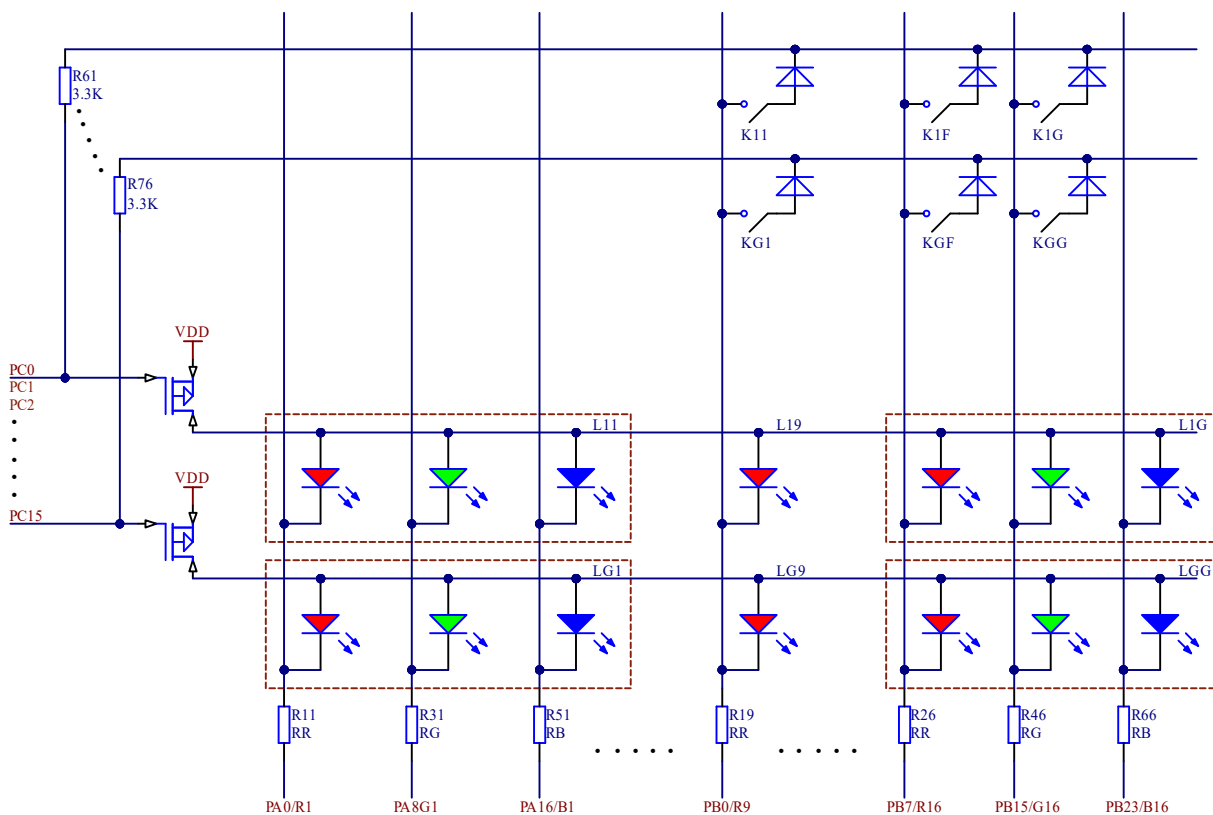 R61
3.3K
K11
K1F
K1G
R76
3.3K
KG1
KGF
KGG
VDD
PC0
PC1
PC2
L11
L19
L1G
VDD
PC15
LG1
LG9
LGG
R11
RR
R31
RG
R51
RB
R19
RR
R26
RR
R46
RG
R66
RB
PA0/R1
PA8G1
PA16/B1
PB0/R9
PB7/R16
PB15/G16
PB23/B16